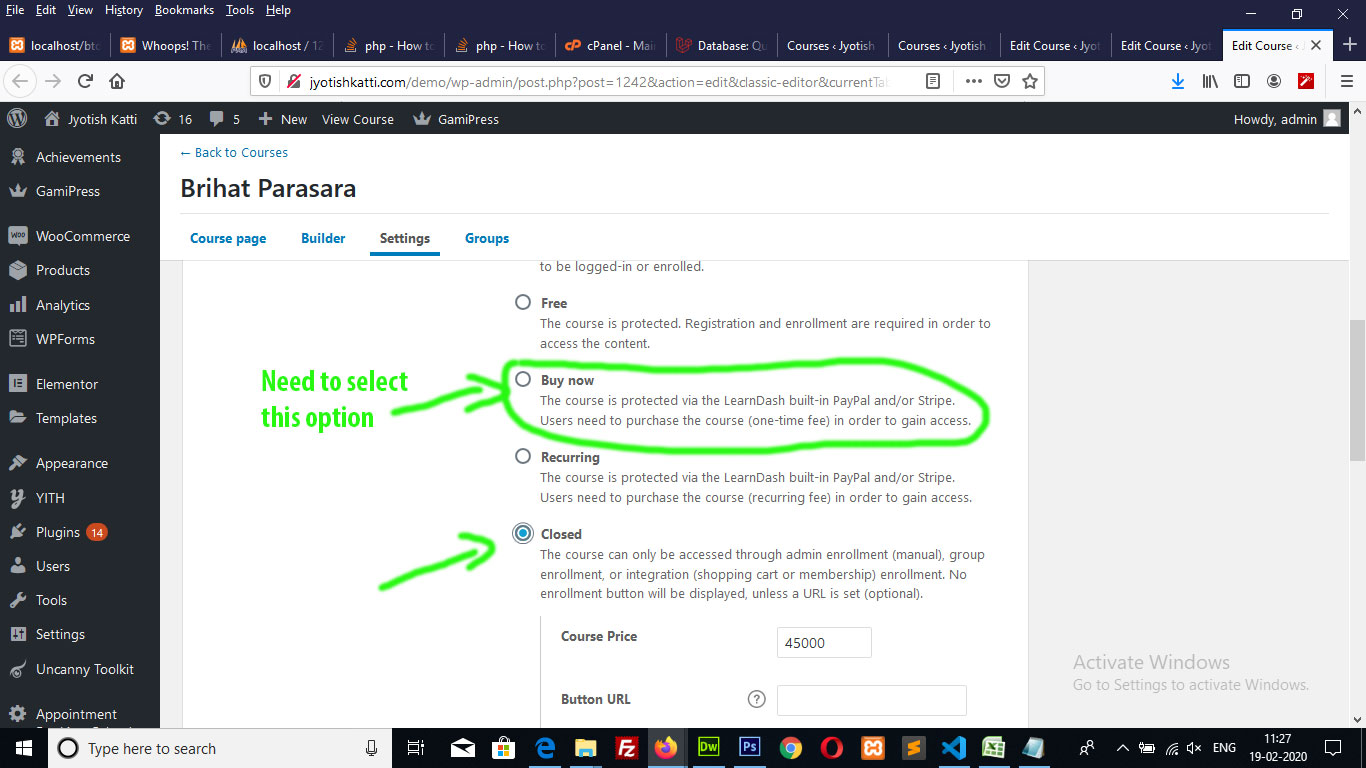 File Edit View History Bookmarks Tools Help
localhost/btc
Whoops! The
localhost / 12
php - How to
php - How to
cPanel - Main
Database: Qu
Courses ‹ Jyotish
Courses ‹ Jyotish
Edit Course ‹ Jyot
Edit Course ‹ Jyot
Edit Course ‹ J
jyotishkatti.com/demo/wp-admin/post.php?post=1242&action=edit&classic-editor&currentTab
Jyotish Katti 16 5 New View Course GamiPress Howdy, admin
Achievements
GamiPress
WooCommerce
Products
Analytics
WPForms
Elementor
Templates
Appearance
YITH
Plugins 14
Users
Tools
Settings
Uncanny Toolkit
Appointment
← Back to Courses
Brihat Parasara
Course page Builder Settings Groups
to be logged-in or enrolled.
Free
The course is protected. Registration and enrollment are required in order to
access the content.
Need to select
this option
Buy now
The course is protected via the LearnDash built-in PayPal and/or Stripe.
Users need to purchase the course (one-time fee) in order to gain access.
Recurring
The course is protected via the LearnDash built-in PayPal and/or Stripe.
Users need to purchase the course (recurring fee) in order to gain access.
Closed
The course can only be accessed through admin enrollment (manual), group
enrollment, or integration (shopping cart or membership) enrollment. No
enrollment button will be displayed, unless a URL is set (optional).
Course Price 45000
Button URL ?
Activate Windows
Go to Settings to activate Windows.
Type here to search
Fz
Dw
Ps
ENG
11:27
19-02-2020